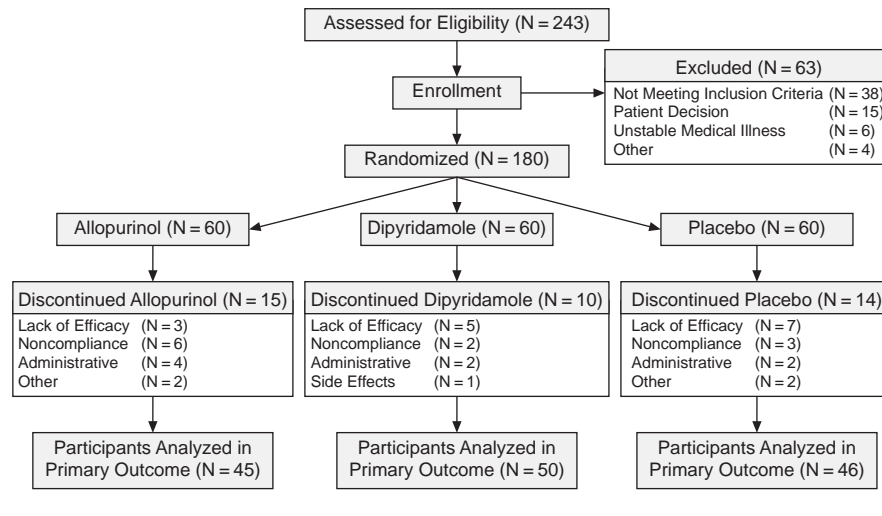 Assessed for Eligibility (N = 243)
Enrollment
Excluded (N = 63)
Not Meeting Inclusion Criteria (N = 38)
Patient Decision (N = 15)
Unstable Medical Illness (N = 6)
Other (N = 4)
Randomized (N = 180)
Allopurinol (N = 60)
Dipyridamole (N = 60)
Placebo (N = 60)
Discontinued Allopurinol (N = 15)
Lack of Efficacy (N = 3)
Noncompliance (N = 6)
Administrative (N = 4)
Other (N = 2)
Discontinued Dipyridamole (N = 10)
Lack of Efficacy (N = 5)
Noncompliance (N = 2)
Administrative (N = 2)
Side Effects (N = 1)
Discontinued Placebo (N = 14)
Lack of Efficacy (N = 7)
Noncompliance (N = 3)
Administrative (N = 2)
Other (N = 2)
Participants Analyzed in
Primary Outcome (N = 45)
Participants Analyzed in
Primary Outcome (N = 50)
Participants Analyzed in
Primary Outcome (N = 46)